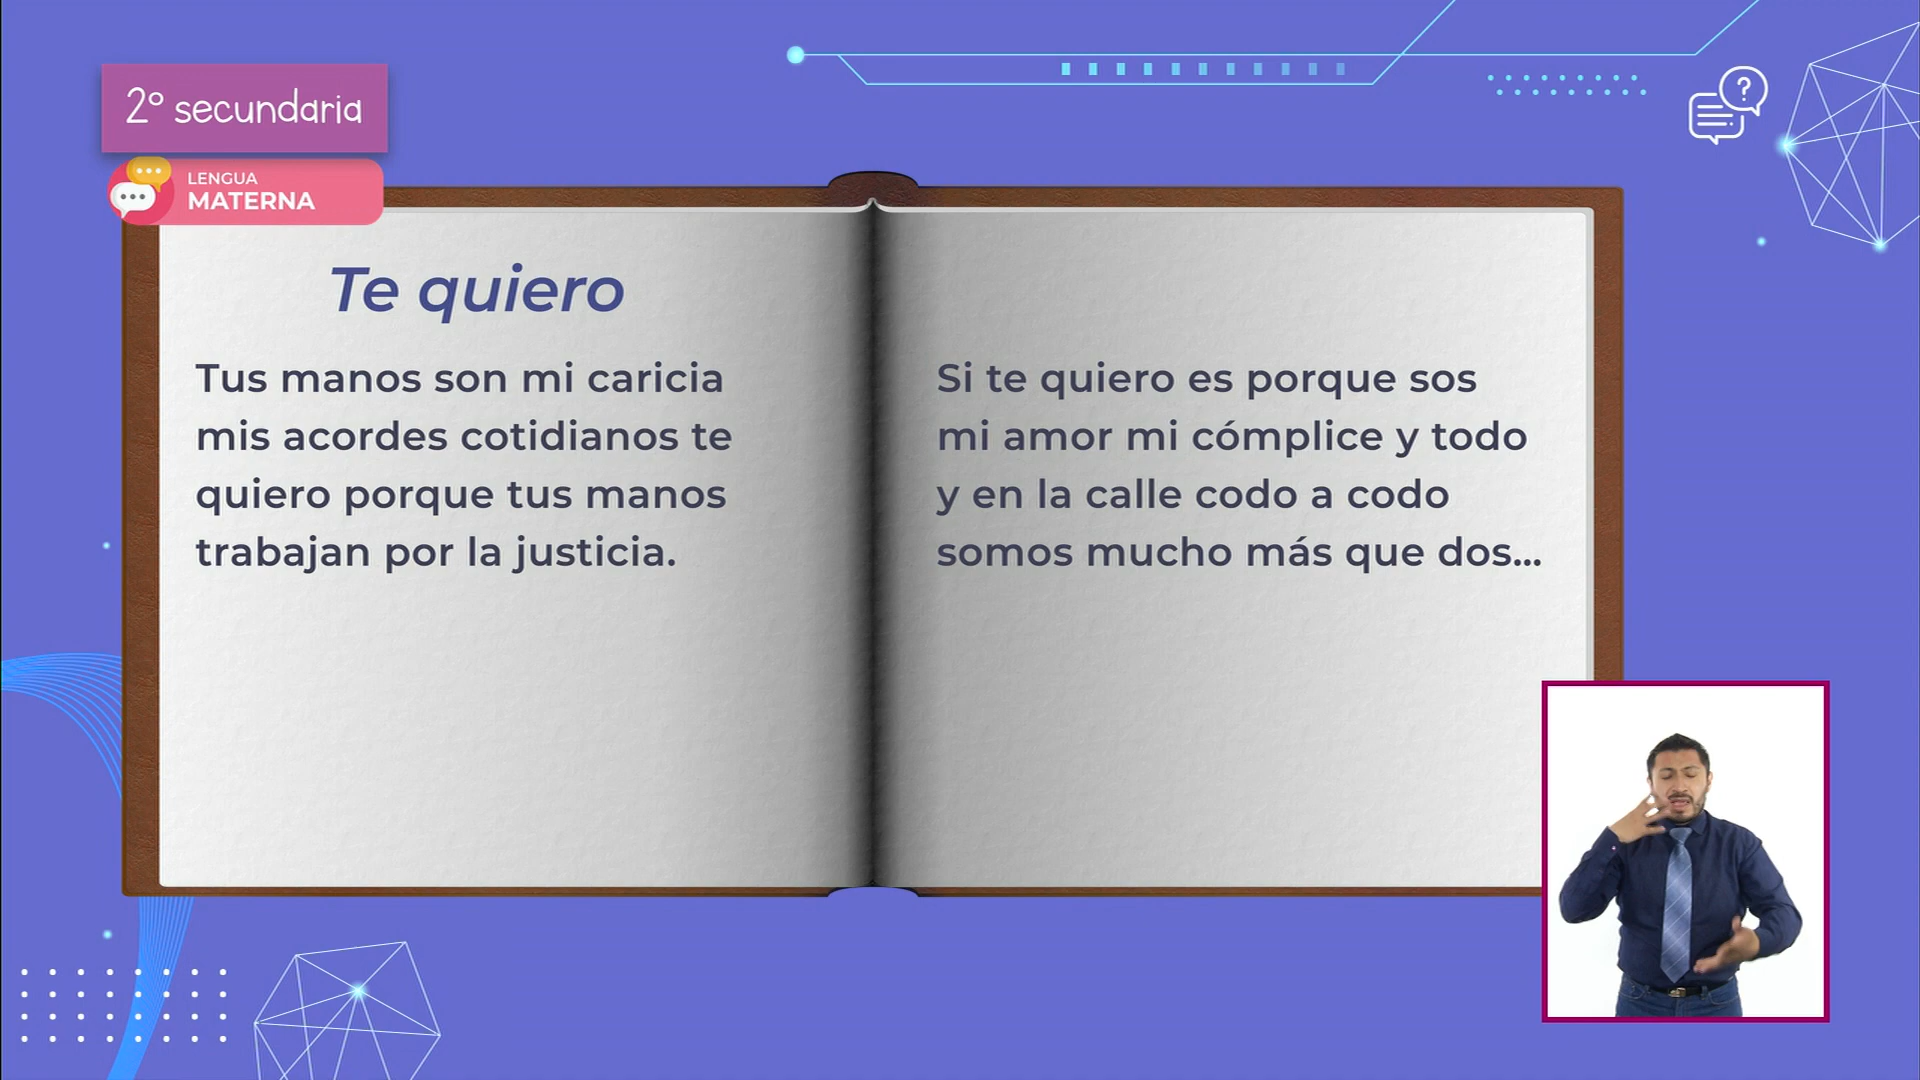 2° secundaria
LENGUA
MATERNA
Te quiero
Tus manos son mi caricia
mis acordes cotidianos te
quiero porque tus manos
trabajan por la justicia.
Si te quiero es porque sos
mi amor mi cómplice y todo
y en la calle codo a codo
somos mucho más que dos...